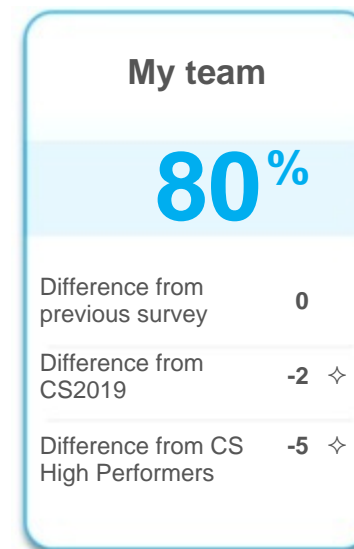 My team
80%
Difference from
previous survey 0
Difference from
CS2019 -2 ✧
Difference from CS -5 ✧
High Performers